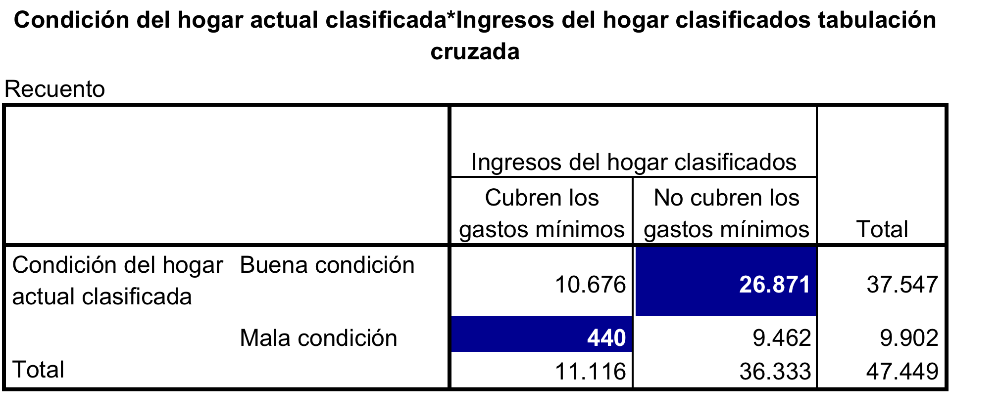 Condición del hogar actual clasificada*Ingresos del hogar clasificados tabulación
cruzada
Recuento
Ingresos del hogar clasificados
Cubren los gastos mínimos
No cubren los gastos mínimos
Total
Condición del hogar actual clasificada
Buena condición
10.676
26.871
37.547
Mala condición
440
9.462
9.902
Total
11.116
36.333
47.449